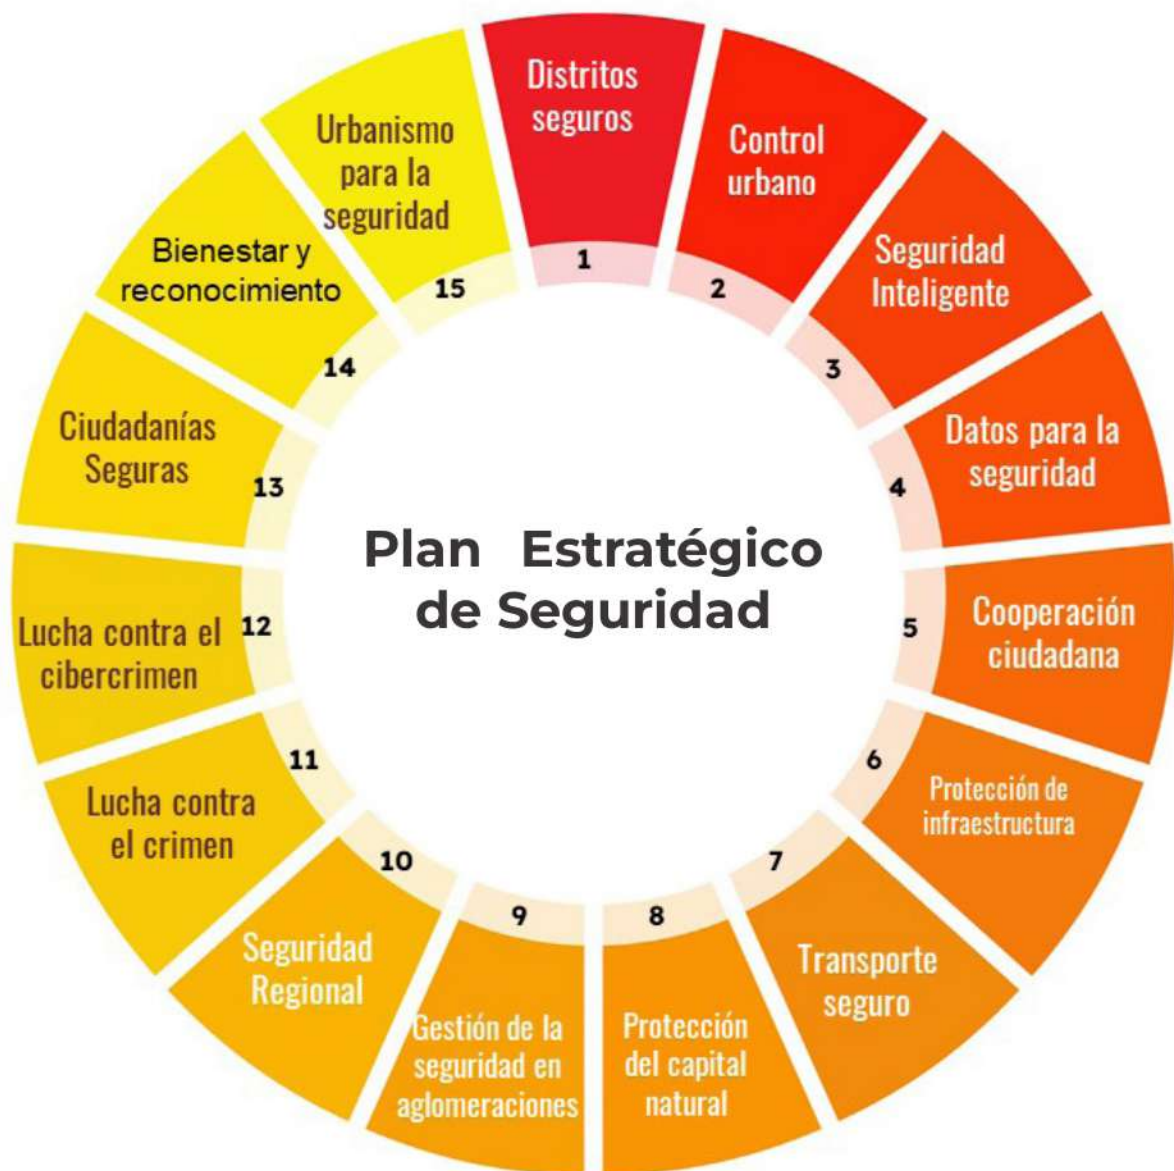 Distritos
seguros
1
Control
urbano
2
Seguridad
Inteligente
3
Datos para la
seguridad
4
Cooperación
ciudadana
5
Protección de
infraestructura
6
Transporte
seguro
7
Protección
del capital
natural
8
Gestión de la
seguridad en
aglomeraciones
9
Seguridad
Regional
10
Lucha contra
el crimen
11
Lucha contra el
cibercrimen
12
Ciudadanías
Seguras
13
Bienestar y
reconocimiento
14
Urbanismo
para la
seguridad
15
Plan Estratégico
de Seguridad